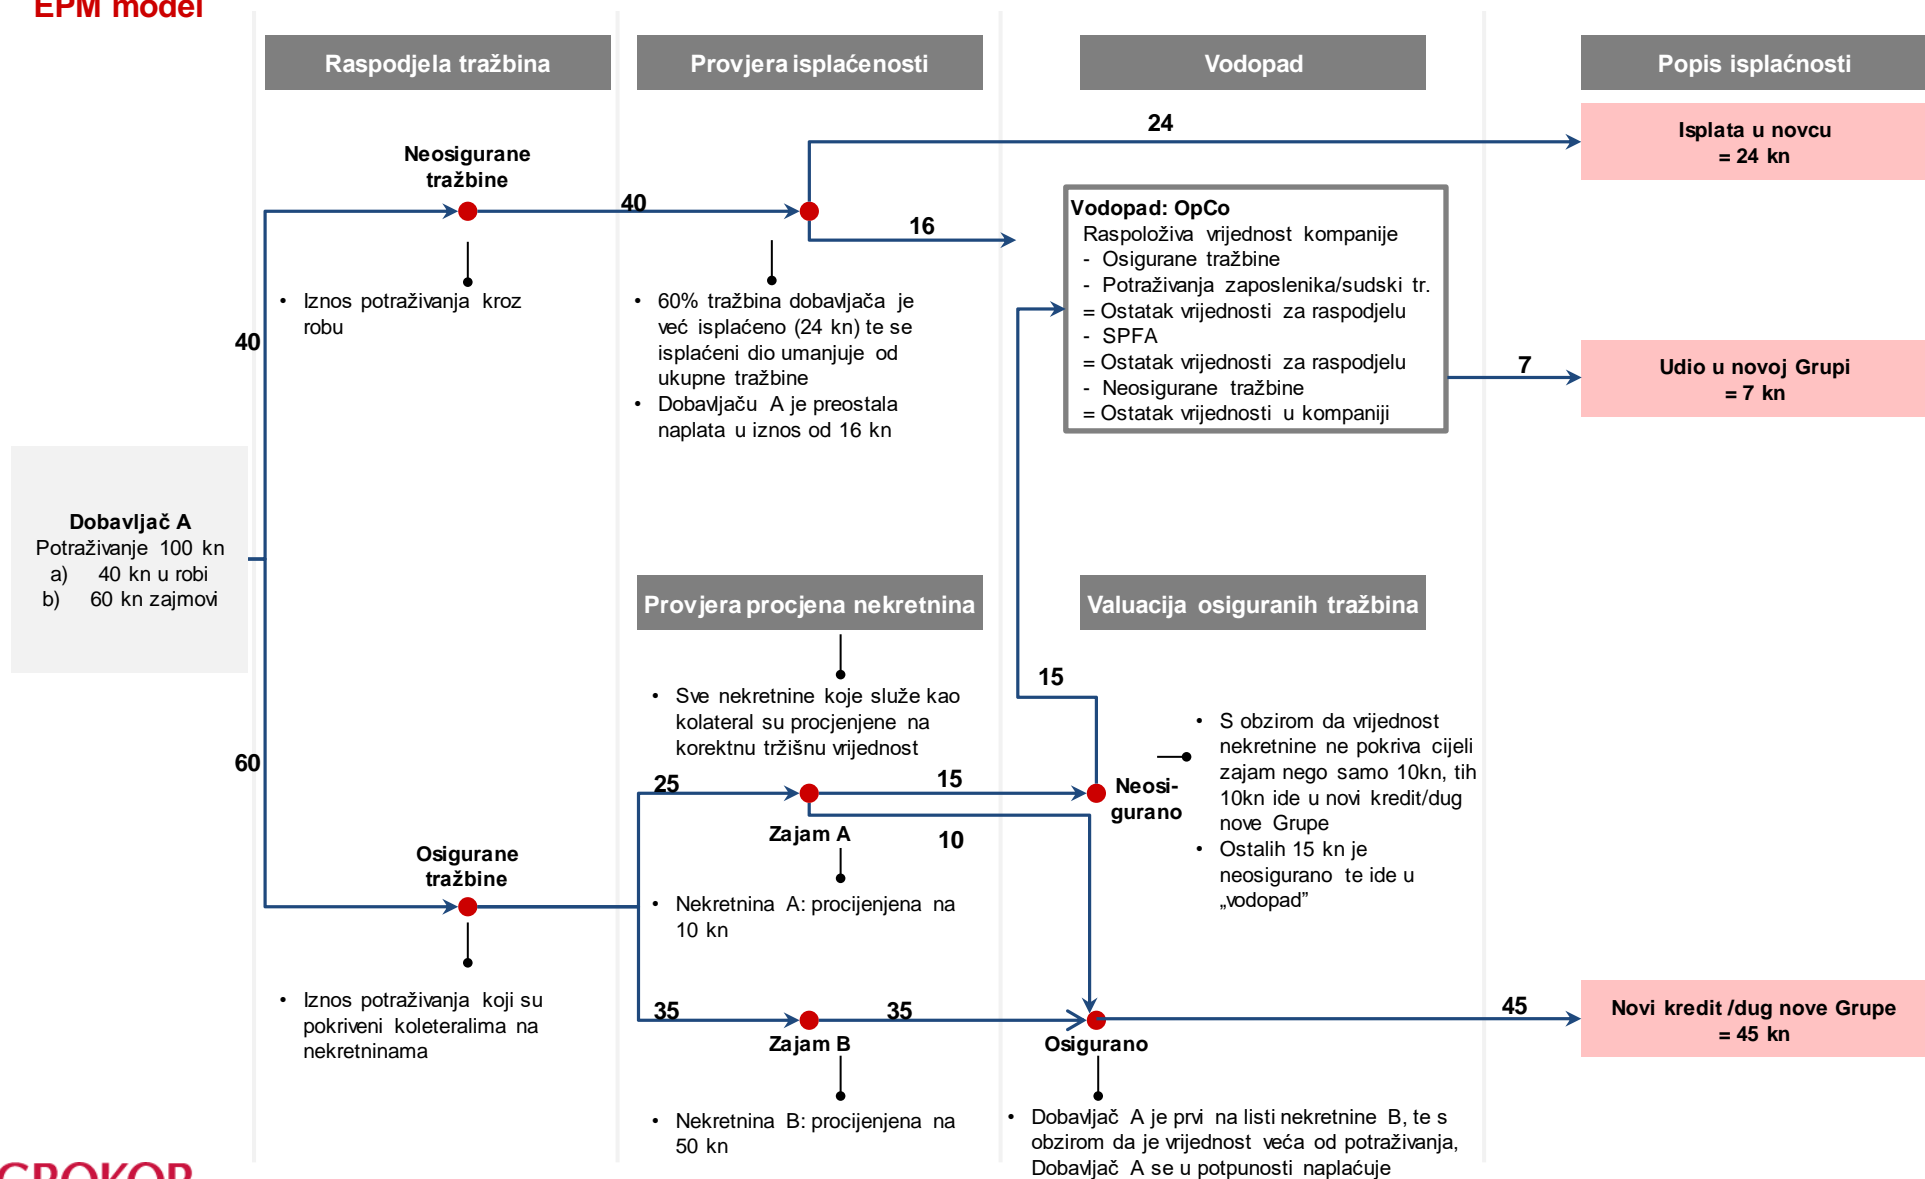 EPM model
Raspodjela tražbina
Provjera isplaćenosti
Vodopad
Popis isplaćnosti
24
Isplata u novcu
= 24 kn
Neosigurane
tražbine
40
16
Vodopad: OpCo
Raspoloživa vrijednost kompanije
- Osigurane tražbine
- Potraživanja zaposlenika/sudski tr.
= Ostatak vrijednosti za raspodjelu
- SPFA
= Ostatak vrijednosti za raspodjelu
- Neosigurane tražbine
= Ostatak vrijednosti u kompaniji
• Iznos potraživanja kroz
robu
• 60% tražbina dobavljača je
već isplaćeno (24 kn) te se
isplaćeni dio umanjuje od
ukupne tražbine
• Dobavljaču A je preostala
naplata u iznos od 16 kn
40
7
Udio u novoj Grupi
= 7 kn
Dobavljač A
Potraživanje 100 kn
a) 40 kn u robi
b) 60 kn zajmovi
Provjera procjena nekretnina
Valuacija osiguranih tražbina
• Sve nekretnine koje služe kao
kolateral su procjenjene na
korektnu tržišnu vrijednost
15
60
25
15
Neosi-
gurano
• S obzirom da vrijednost
nekretnine ne pokriva cijeli
zajam nego samo 10kn, tih
10kn ide u novi kredit/dug
nove Grupe
• Ostalih 15 kn je
neosigurano te ide u
„vodopad”
Zajam A
10
Osigurane
tražbine
• Nekretnina A: procijenjena na
10 kn
• Iznos potraživanja koji su
pokriveni koleteralima na
nekretninama
35
35
Zajam B
Osigurano
45
Novi kredit /dug nove Grupe
= 45 kn
• Nekretnina B: procijenjena na
50 kn
• Dobavljač A je prvi na listi nekretnine B, te s
obzirom da je vrijednost veća od potraživanja,
Dobavljač A se u potpunosti naplaćuje
GROKOR